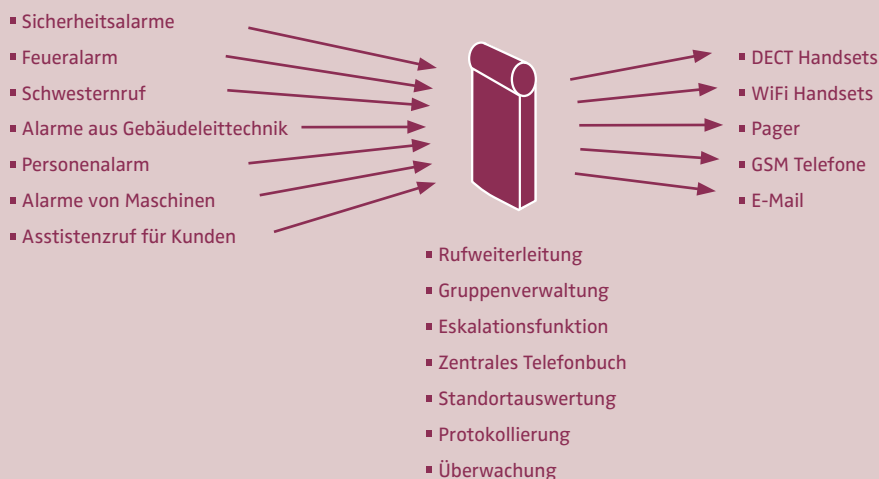 ▪ Sicherheitsalarme
▪ Feueralarm
▪ Schwesternruf
▪ Alarme aus Gebäudeleittechnik
▪ Personenalarm
▪ Alarme von Maschinen
▪ Asstistenzruf für Kunden
▪ DECT Handsets
▪ WiFi Handsets
▪ Pager
▪ GSM Telefone
▪ E-Mail
▪ Rufweiterleitung
▪ Gruppenverwaltung
▪ Eskalationsfunktion
▪ Zentrales Telefonbuch
▪ Standortauswertung
▪ Protokollierung
▪ Überwachung